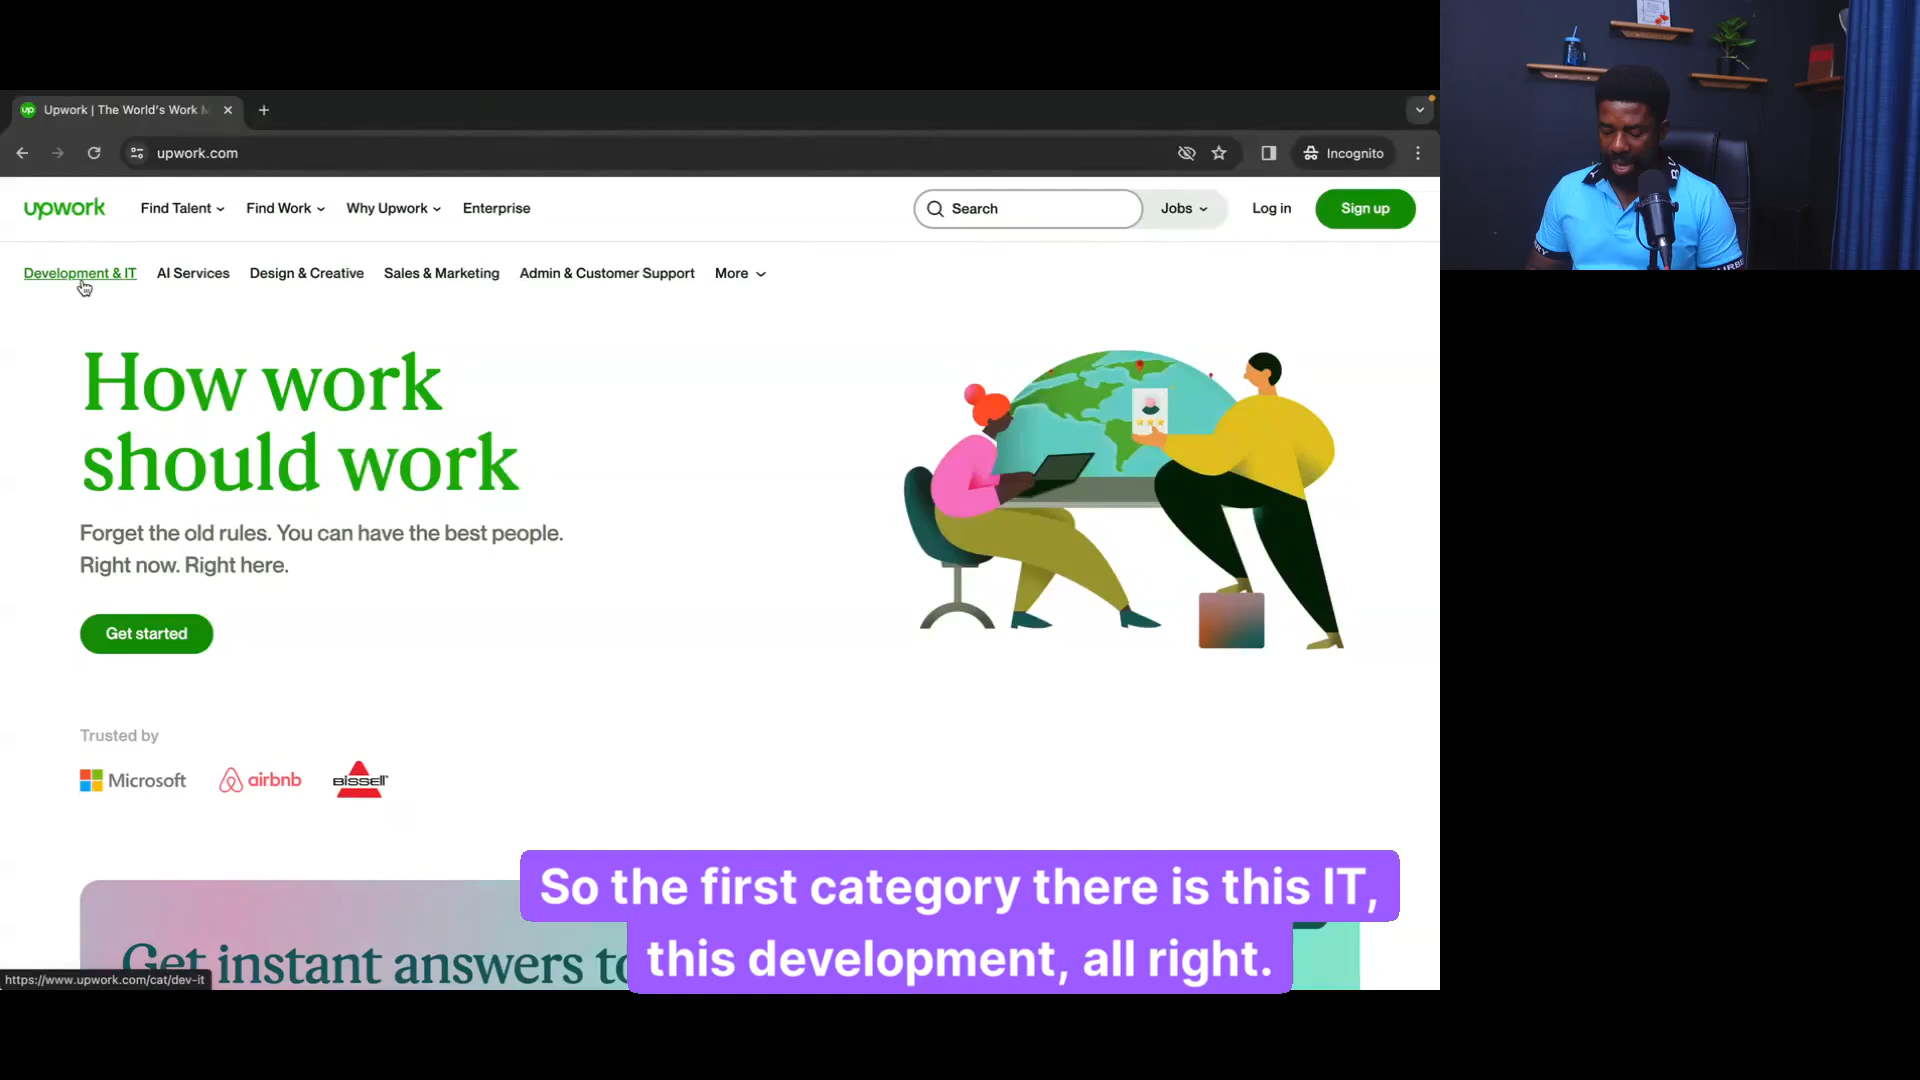 Upwork | The World's Work M
upwork.com
Incognito
upwork
Find Talent
Find Work
Why Upwork
Enterprise
Search
Jobs
Log in
Sign up
Development & IT
AI Services
Design & Creative
Sales & Marketing
Admin & Customer Support
More
How work
should work
Forget the old rules. You can have the best people.
Right now. Right here.
Get started
Trusted by
Microsoft
airbnb
BISSELL
So the first category there is this IT,
this development, all right.
Get instant answers to
https://www.upwork.com/cat/dev-it